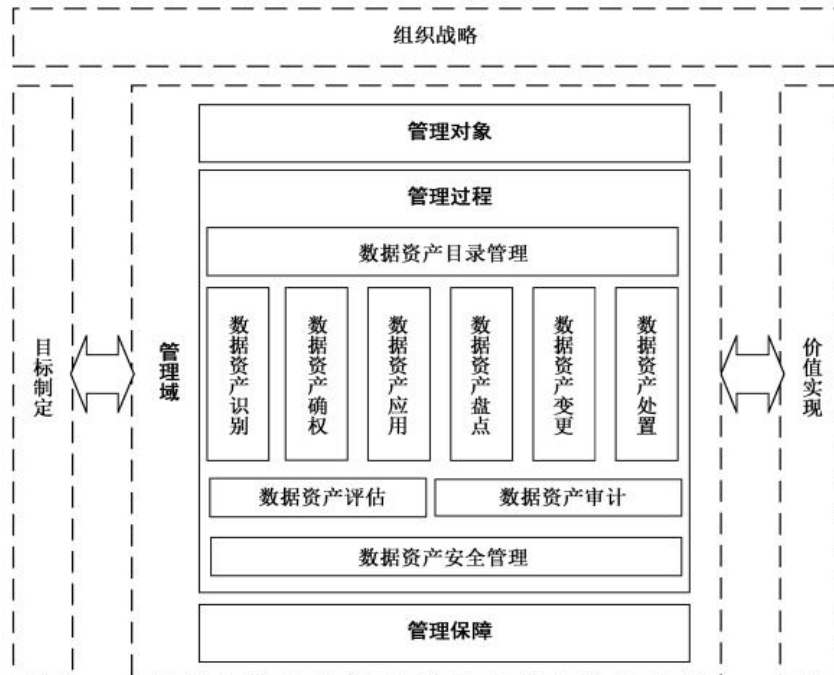 组织战略
管理对象
管理过程
数据资产目录管理
目标制定
管理域
数据资产识别
数据资产确权
数据资产应用
数据资产盘点
数据资产变更
数据资产处置
价值实现
数据资产评估
数据资产审计
数据资产安全管理
管理保障